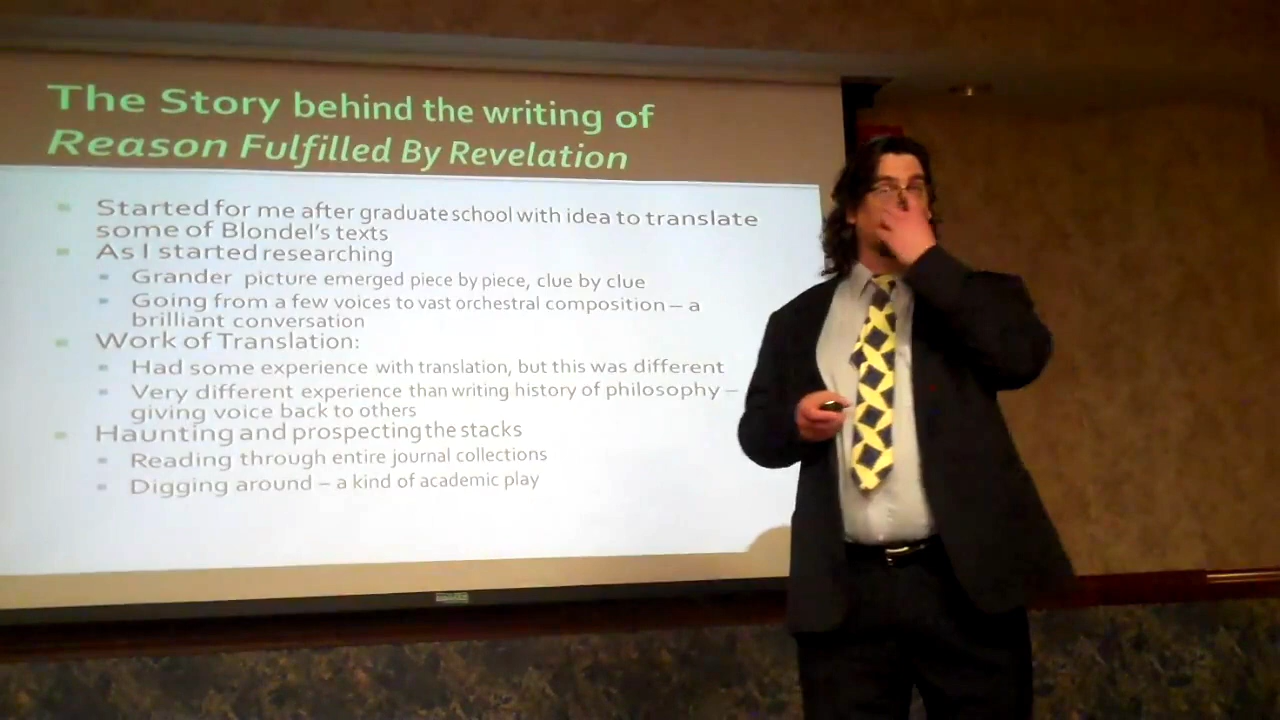 The Story behind the writing of
Reason Fulfilled By Revelation
Started for me after graduate school with idea to translate
some of Blondel's texts
As I started researching
Grander picture emerged piece by piece, clue by clue
Going from a few voices to vast orchestral composition – a
brilliant conversation
Work of Translation:
Had some experience with translation, but this was different
Very different experience than writing history of philosophy –
giving voice back to others
Haunting and prospecting the stacks
Reading through entire journal collections
Digging around – a kind of academic play